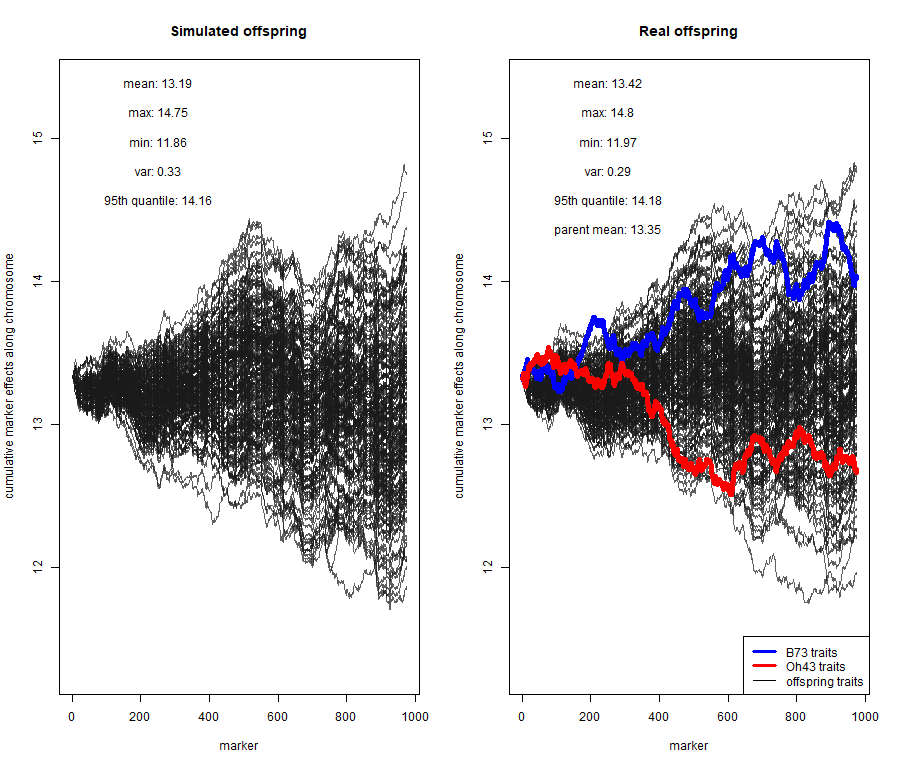 Simulated offspring
mean: 13.19
max: 14.75
min: 11.86
var: 0.33
95th quantile: 14.16
cumulative marker effects along chromosome
15
14
13
12
0 200 400 600 800 1000
marker
Real offspring
mean: 13.42
max: 14.8
min: 11.97
var: 0.29
95th quantile: 14.18
parent mean: 13.35
cumulative marker effects along chromosome
15
14
13
12
B73 traits
Oh43 traits
offspring traits
0 200 400 600 800 1000
marker